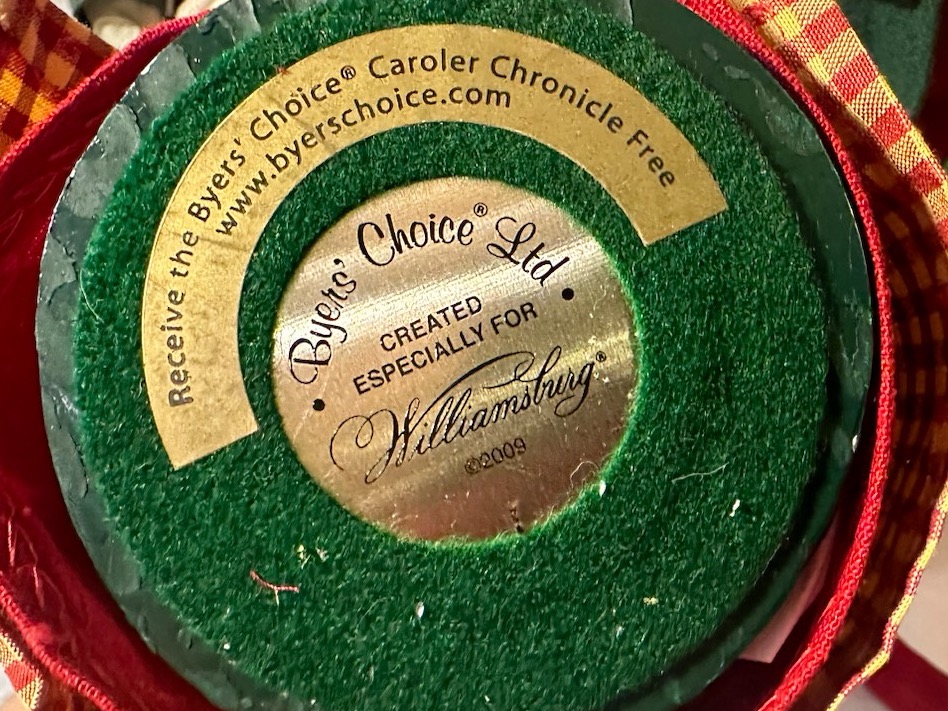 Receive the Byers' Choice® Caroler Chronicle Free
www.byerschoice.com
Byers' Choice® Ltd
CREATED
ESPECIALLY FOR
Williamsburg®
©2009